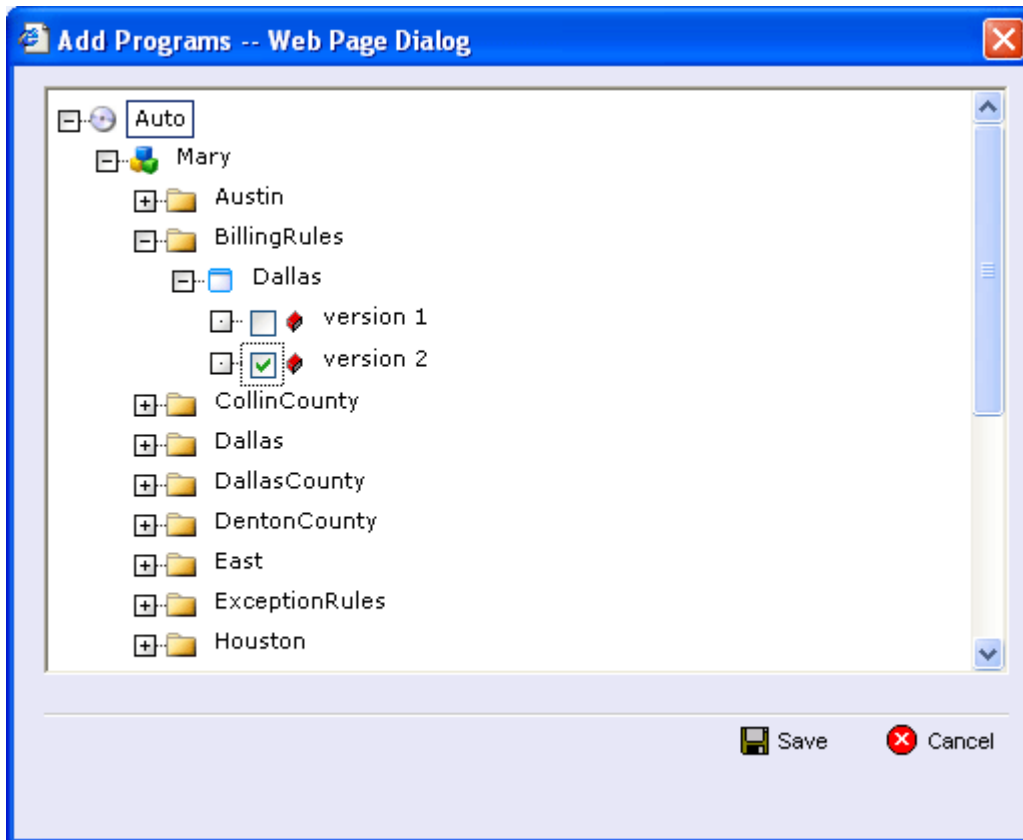 Add Programs -- Web Page Dialog
Auto
Mary
Austin
BillingRules
Dallas
version 1
version 2
CollinCounty
Dallas
DallasCounty
DentonCounty
East
ExceptionRules
Houston
Save Cancel